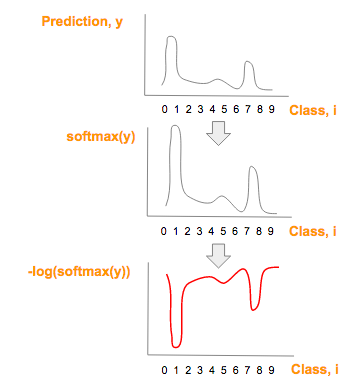 Prediction, y
0 1 2 3 4 5 6 7 8 9 Class, i
softmax(y)
0 1 2 3 4 5 6 7 8 9 Class, i
-log(softmax(y))
0 1 2 3 4 5 6 7 8 9 Class, i